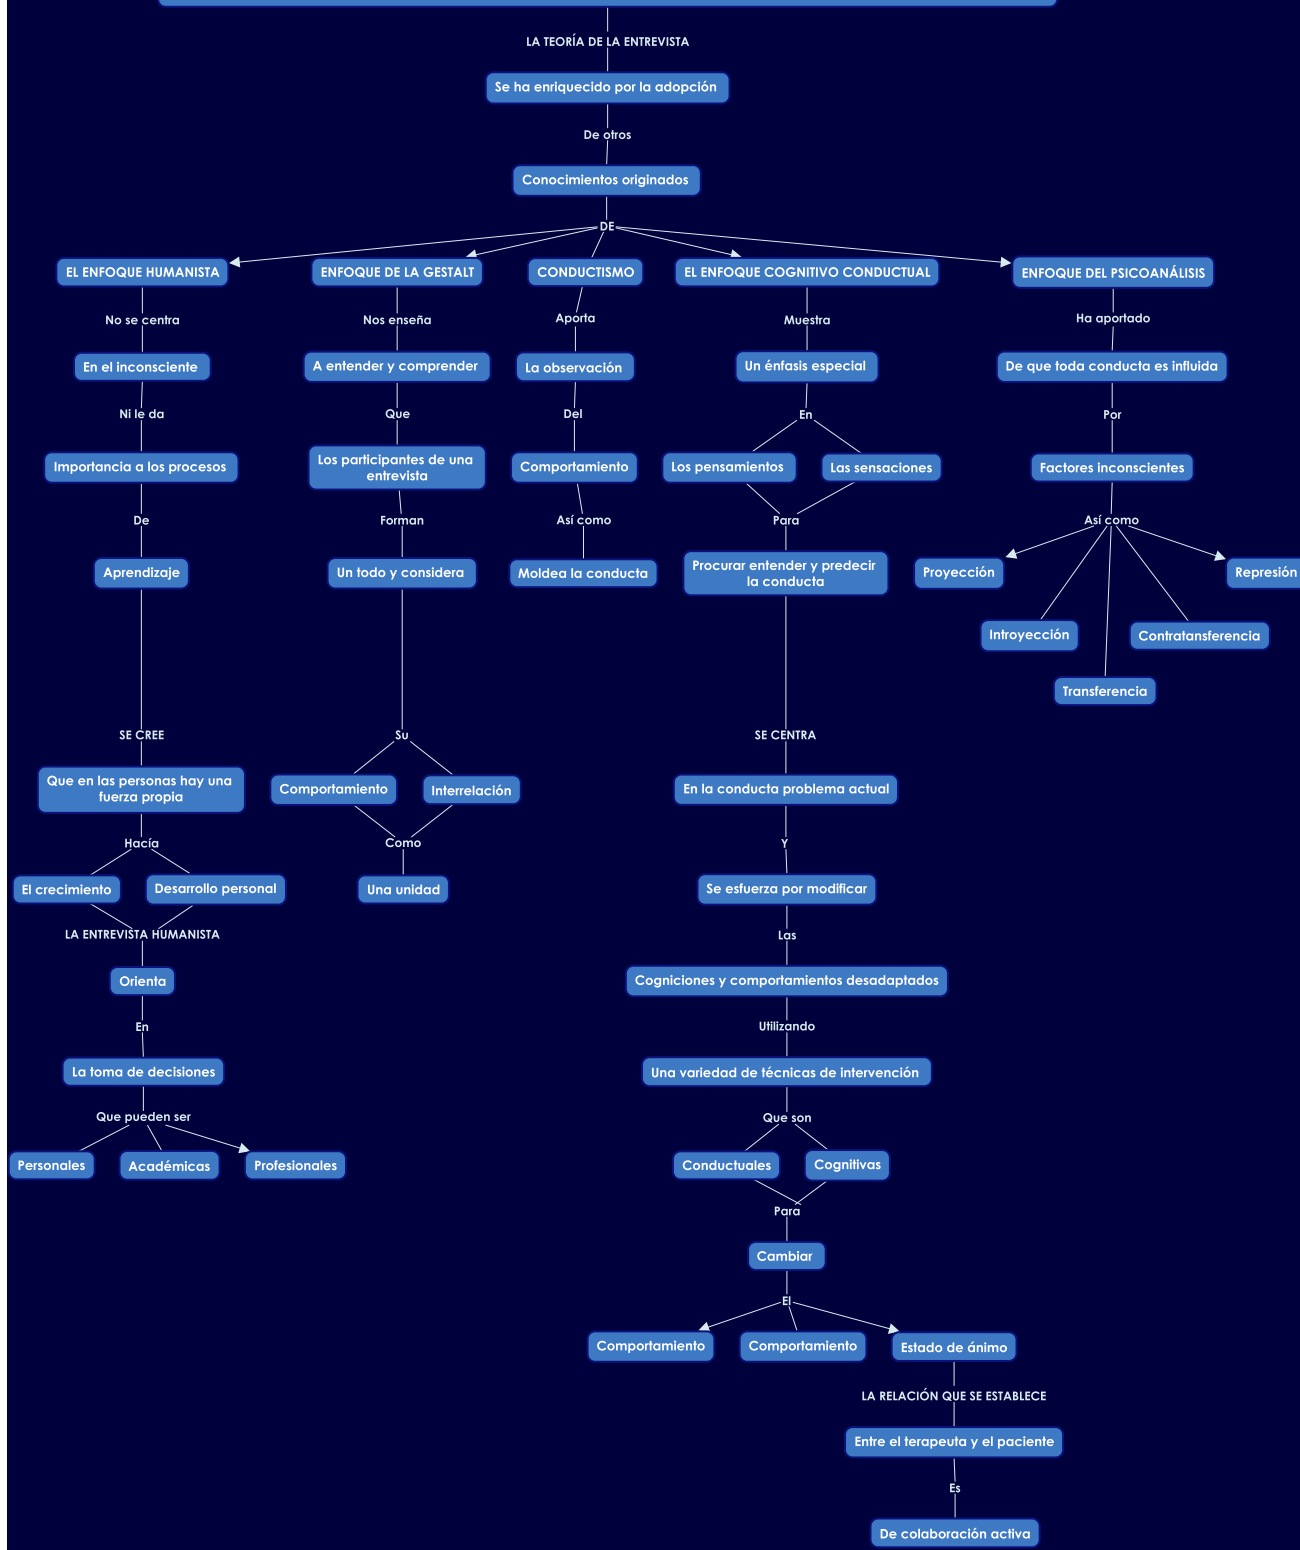 LA TEORÍA DE LA ENTREVISTA
Se ha enriquecido por la adopción
De otros
Conocimientos originados
DE
EL ENFOQUE HUMANISTA
No se centra
En el inconsciente
Ni le da
Importancia a los procesos
De
Aprendizaje
SE CREE
Que en las personas hay una
fuerza propia
Hacía
El crecimiento
Desarrollo personal
LA ENTREVISTA HUMANISTA
Orienta
En
La toma de decisiones
Que pueden ser
Personales
Académicas
Profesionales
ENFOQUE DE LA GESTALT
Nos enseña
A entender y comprender
Que
Los participantes de una
entrevista
Forman
Un todo y considera
Su
Comportamiento
Interrelación
Como
Una unidad
CONDUCTISMO
Aporta
La observación
Del
Comportamiento
Así como
Moldea la conducta
EL ENFOQUE COGNITIVO CONDUCTUAL
Muestra
Un énfasis especial
En
Los pensamientos
Las sensaciones
Para
Procurar entender y predecir
la conducta
SE CENTRA
En la conducta problema actual
Y
Se esfuerza por modificar
Las
Cogniciones y comportamientos desadaptados
Utilizando
Una variedad de técnicas de intervención
Que son
Conductuales
Cognitivas
Para
Cambiar
El
Comportamiento
Comportamiento
Estado de ánimo
LA RELACIÓN QUE SE ESTABLECE
Entre el terapeuta y el paciente
Es
De colaboración activa
ENFOQUE DEL PSICOANÁLISIS
Ha aportado
De que toda conducta es influida
Por
Factores inconscientes
Así como
Proyección
Introyección
Transferencia
Contratansferencia
Represión